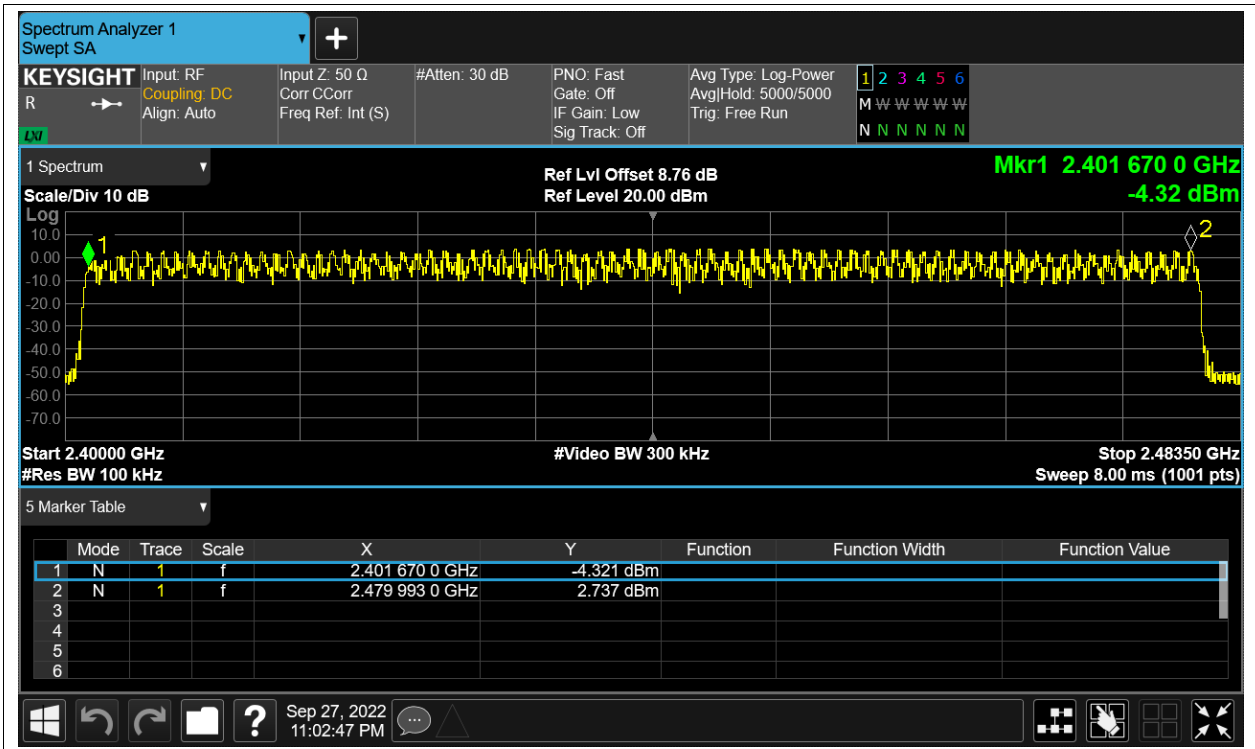 Spectrum Analyzer 1
Swept SA
+
KEYSIGHT
R
LXI
Input: RF
Coupling: DC
Align: Auto
Input Z: 50 Ω
Corr CCorr
Freq Ref: Int (S)
#Atten: 30 dB
PNO: Fast
Gate: Off
IF Gain: Low
Sig Track: Off
Avg Type: Log-Power
Avg|Hold: 5000/5000
Trig: Free Run
1 2 3 4 5 6
M W W W W W
N N N N N N
1 Spectrum
Scale/Div 10 dB
Ref Lvl Offset 8.76 dB
Ref Level 20.00 dBm
Mkr1 2.401 670 0 GHz
-4.32 dBm
Log
10.0
0.00
-10.0
-20.0
-30.0
-40.0
-50.0
-60.0
-70.0
1
2
Start 2.40000 GHz
#Res BW 100 kHz
#Video BW 300 kHz
Stop 2.48350 GHz
Sweep 8.00 ms (1001 pts)
5 Marker Table
Mode Trace Scale X Y Function Function Width Function Value
1 N 1 f 2.401 670 0 GHz -4.321 dBm
2 N 1 f 2.479 993 0 GHz 2.737 dBm
3
4
5
6
?
Sep 27, 2022
11:02:47 PM